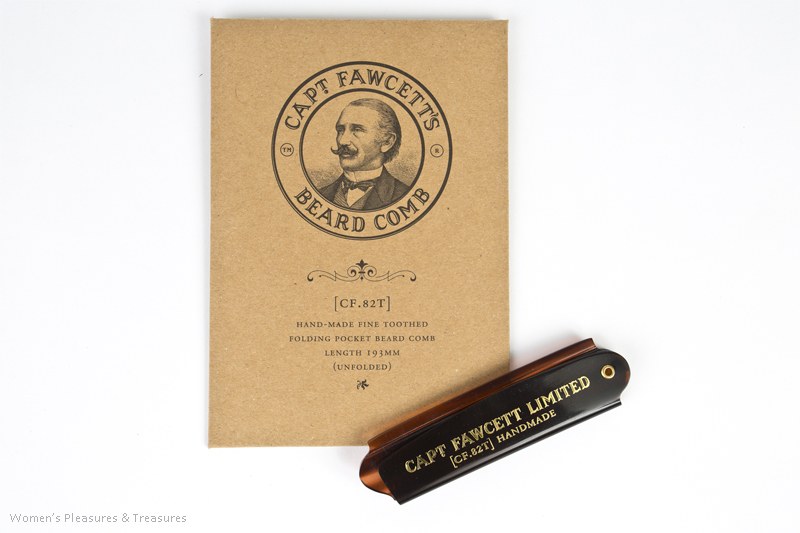 CAPT FAWCETT'S
TM
R
BEARD COMB
[CF.82T]
HAND-MADE FINE TOOTHED
FOLDING POCKET BEARD COMB
LENGTH 193MM
(UNFOLDED)
CAPT FAWCETT LIMITED
[CF.82T] HANDMADE
Women's Pleasures & Treasures